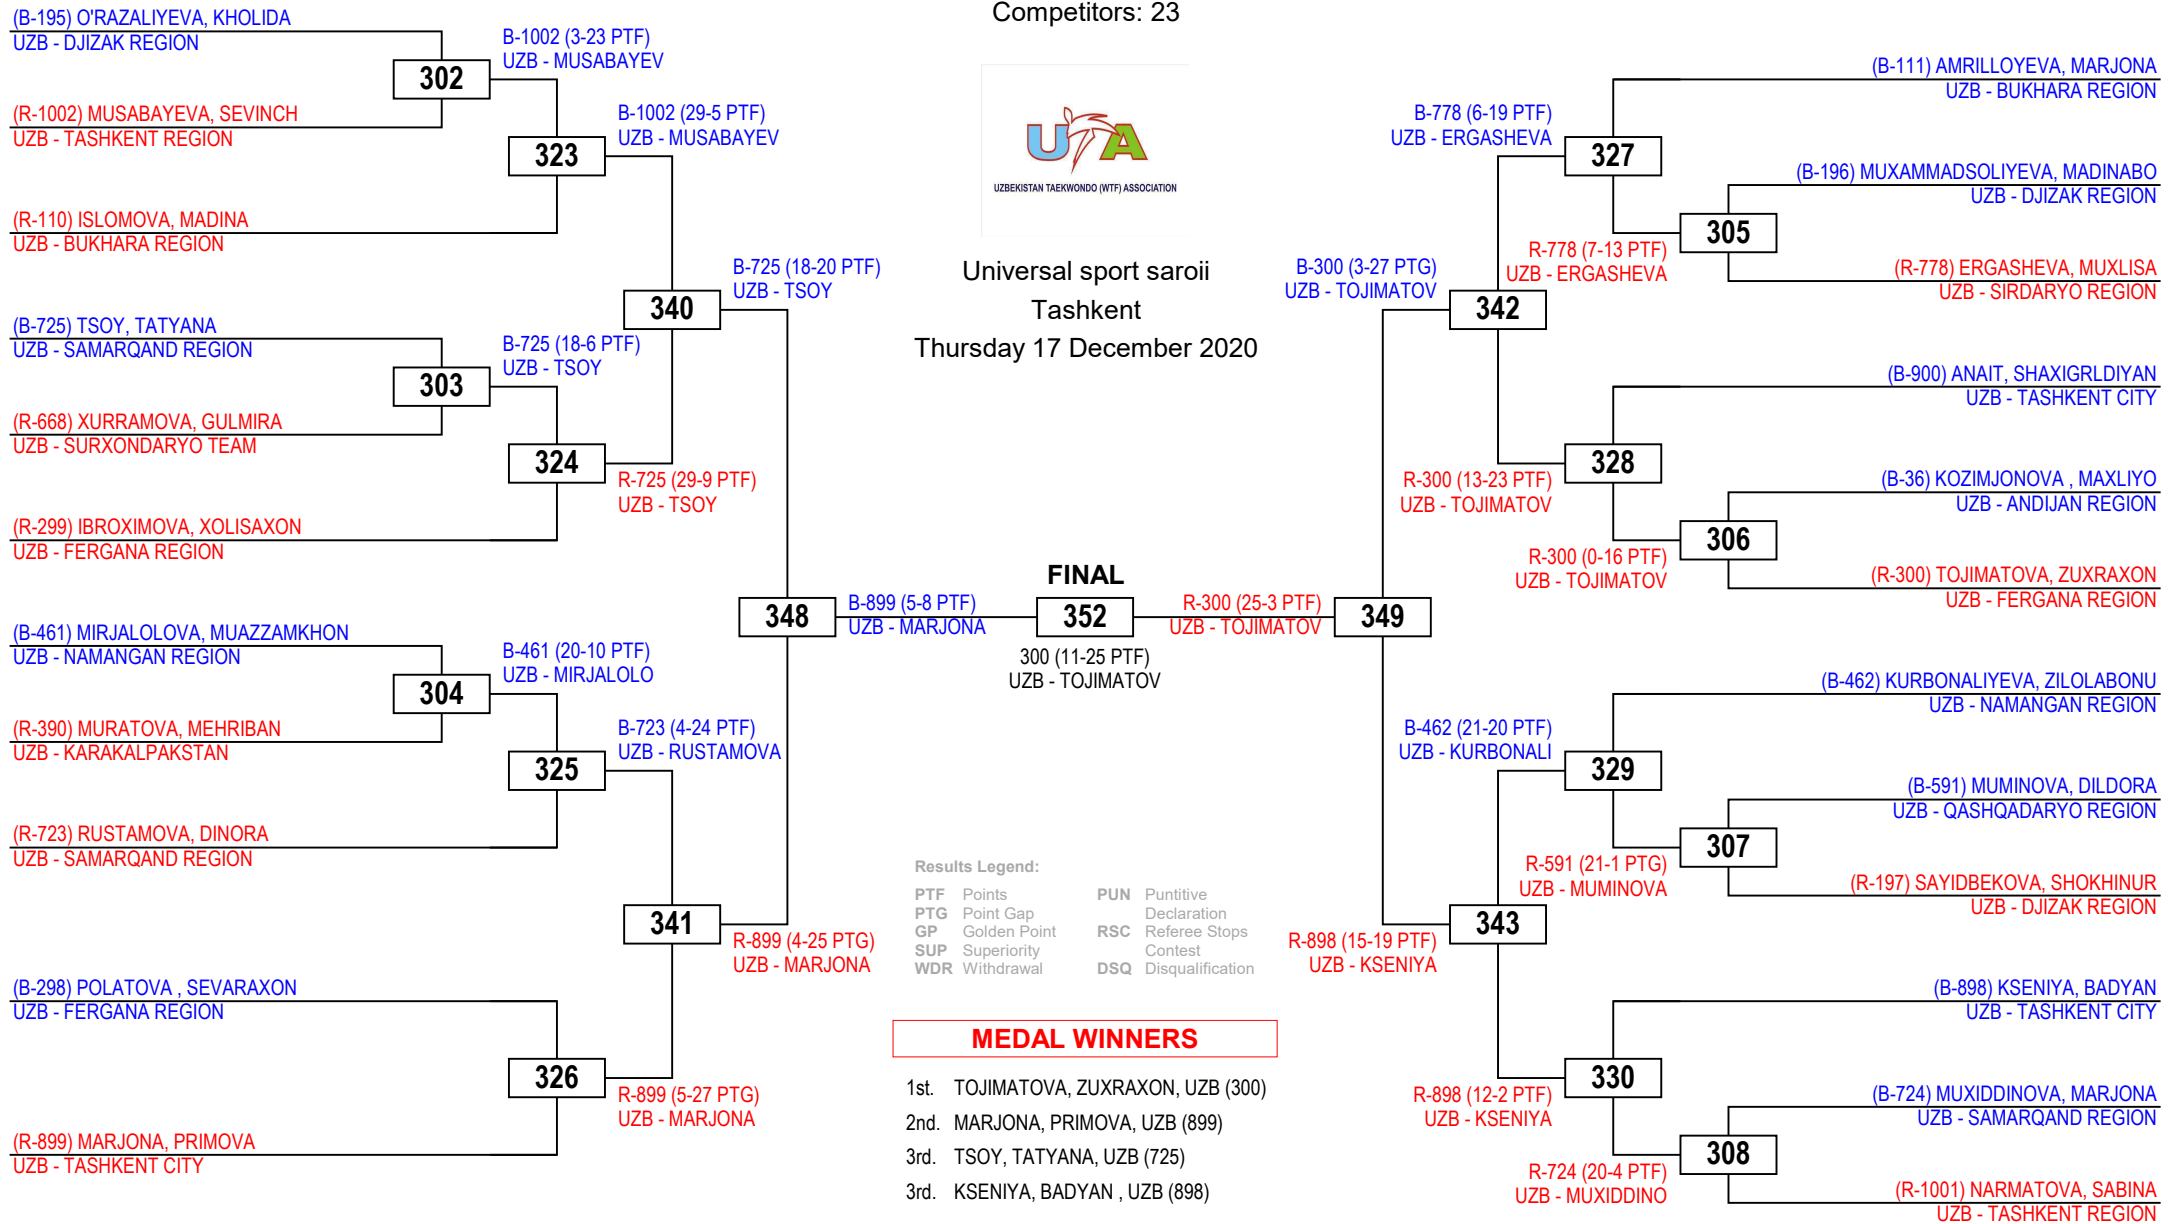 Competitors: 23
UTA
UZBEKISTAN TAEKWONDO (WTF) ASSOCIATION
Universal sport saroii
Tashkent
Thursday 17 December 2020
(B-195) O'RAZALIYEVA, KHOLIDA
UZB - DJIZAK REGION
302
(R-1002) MUSABAYEVA, SEVINCH
UZB - TASHKENT REGION
B-1002 (3-23 PTF)
UZB - MUSABAYEV
323
(R-110) ISLOMOVA, MADINA
UZB - BUKHARA REGION
B-1002 (29-5 PTF)
UZB - MUSABAYEV
340
(B-725) TSOY, TATYANA
UZB - SAMARQAND REGION
303
(R-668) XURRAMOVA, GULMIRA
UZB - SURXONDARYO TEAM
B-725 (18-6 PTF)
UZB - TSOY
324
(R-299) IBROXIMOVA, XOLISAXON
UZB - FERGANA REGION
R-725 (29-9 PTF)
UZB - TSOY
B-725 (18-20 PTF)
UZB - TSOY
348
(B-461) MIRJALOLOVA, MUAZZAMKHON
UZB - NAMANGAN REGION
304
(R-390) MURATOVA, MEHRIBAN
UZB - KARAKALPAKSTAN
B-461 (20-10 PTF)
UZB - MIRJALOLO
325
(R-723) RUSTAMOVA, DINORA
UZB - SAMARQAND REGION
B-723 (4-24 PTF)
UZB - RUSTAMOVA
341
(B-298) POLATOVA , SEVARAXON
UZB - FERGANA REGION
326
(R-899) MARJONA, PRIMOVA
UZB - TASHKENT CITY
R-899 (5-27 PTG)
UZB - MARJONA
R-899 (4-25 PTG)
UZB - MARJONA
B-899 (5-8 PTF)
UZB - MARJONA
FINAL
352
300 (11-25 PTF)
UZB - TOJIMATOV
R-300 (25-3 PTF)
UZB - TOJIMATOV
349
(B-111) AMRILLOYEVA, MARJONA
UZB - BUKHARA REGION
B-778 (6-19 PTF)
UZB - ERGASHEVA
327
(B-196) MUXAMMADSOLIYEVA, MADINABO
UZB - DJIZAK REGION
305
R-778 (7-13 PTF)
UZB - ERGASHEVA
(R-778) ERGASHEVA, MUXLISA
UZB - SIRDARYO REGION
B-300 (3-27 PTG)
UZB - TOJIMATOV
342
(B-900) ANAIT, SHAXIGRLDIYAN
UZB - TASHKENT CITY
328
R-300 (13-23 PTF)
UZB - TOJIMATOV
(B-36) KOZIMJONOVA , MAXLIYO
UZB - ANDIJAN REGION
306
R-300 (0-16 PTF)
UZB - TOJIMATOV
(R-300) TOJIMATOVA, ZUXRAXON
UZB - FERGANA REGION
(B-462) KURBONALIYEVA, ZILOLABONU
UZB - NAMANGAN REGION
B-462 (21-20 PTF)
UZB - KURBONALI
329
(B-591) MUMINOVA, DILDORA
UZB - QASHQADARYO REGION
307
R-591 (21-1 PTG)
UZB - MUMINOVA
(R-197) SAYIDBEKOVA, SHOKHINUR
UZB - DJIZAK REGION
343
R-898 (15-19 PTF)
UZB - KSENIYA
(B-898) KSENIYA, BADYAN
UZB - TASHKENT CITY
330
R-898 (12-2 PTF)
UZB - KSENIYA
(B-724) MUXIDDINOVA, MARJONA
UZB - SAMARQAND REGION
308
R-724 (20-4 PTF)
UZB - MUXIDDINO
(R-1001) NARMATOVA, SABINA
UZB - TASHKENT REGION
Results Legend:
PTF Points
PTG Point Gap
GP Golden Point
SUP Superiority
WDR Withdrawal
PUN Puntitive
Declaration
RSC Referee Stops
Contest
DSQ Disqualification
MEDAL WINNERS
1st. TOJIMATOVA, ZUXRAXON, UZB (300)
2nd. MARJONA, PRIMOVA, UZB (899)
3rd. TSOY, TATYANA, UZB (725)
3rd. KSENIYA, BADYAN , UZB (898)